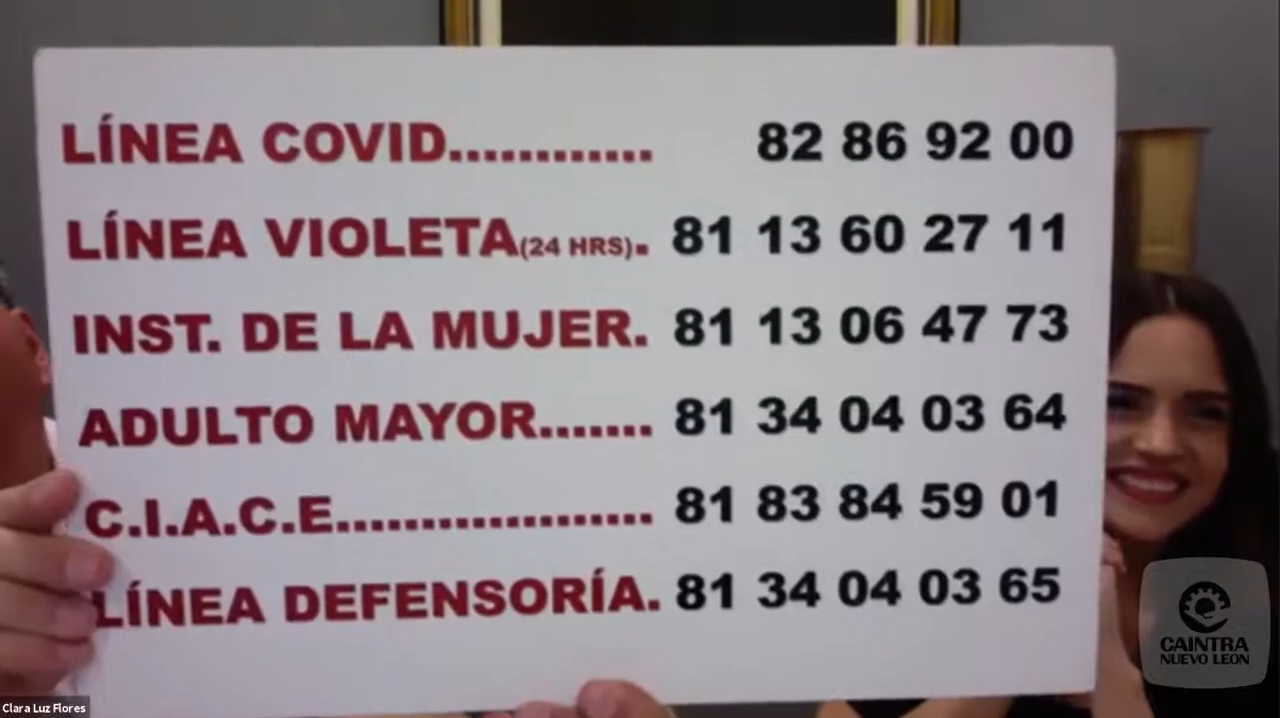 LÍNEA COVID............ 82 86 92 00
LÍNEA VIOLETA(24 HRS). 81 13 60 27 11
INST. DE LA MUJER. 81 13 06 47 73
ADULTO MAYOR....... 81 34 04 03 64
C.I.A.C.E................... 81 83 84 59 01
LÍNEA DEFENSORÍA. 81 34 04 03 65
CAINTRA
NUEVO LEON
Clara Luz Flores